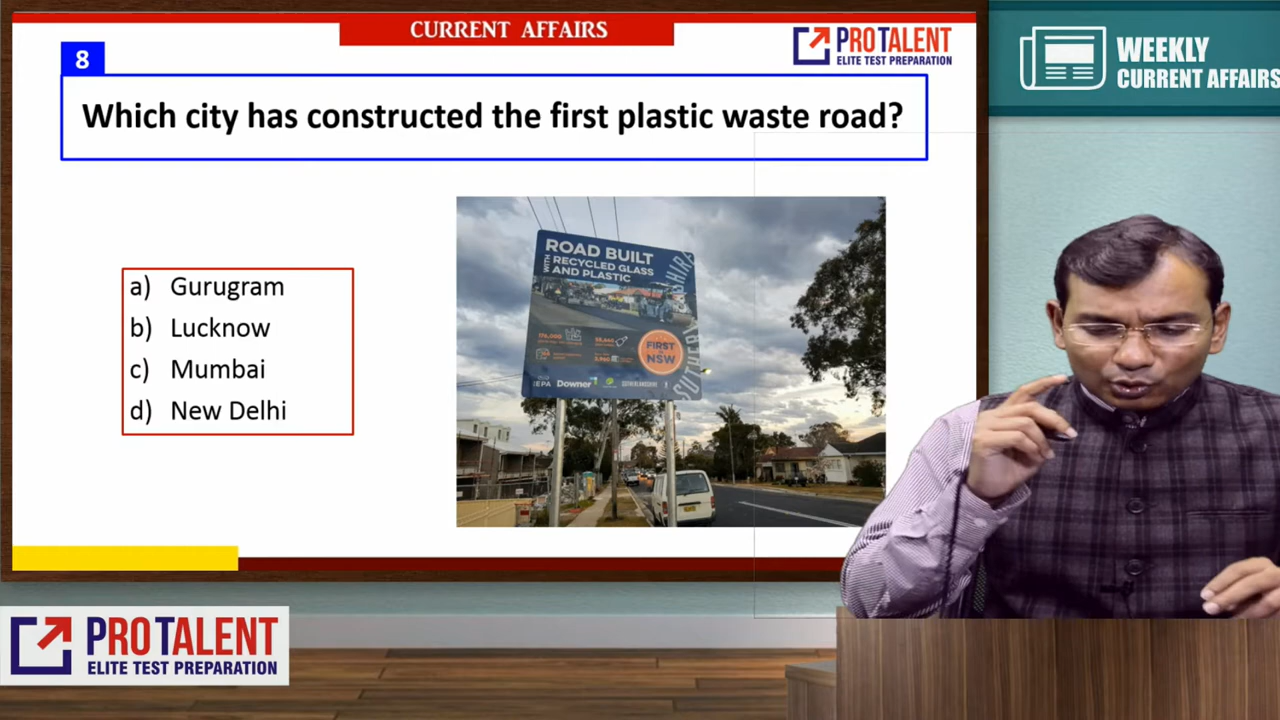 CURRENT AFFAIRS
PROTALENT
ELITE TEST PREPARATION
WEEKLY
CURRENT AFFAIRS
8
Which city has constructed the first plastic waste road?
a) Gurugram
b) Lucknow
c) Mumbai
d) New Delhi
ROAD BUILT
WITH RECYCLED GLASS
AND PLASTIC
FIRST
NSW
EPA Downer
PROTALENT
ELITE TEST PREPARATION